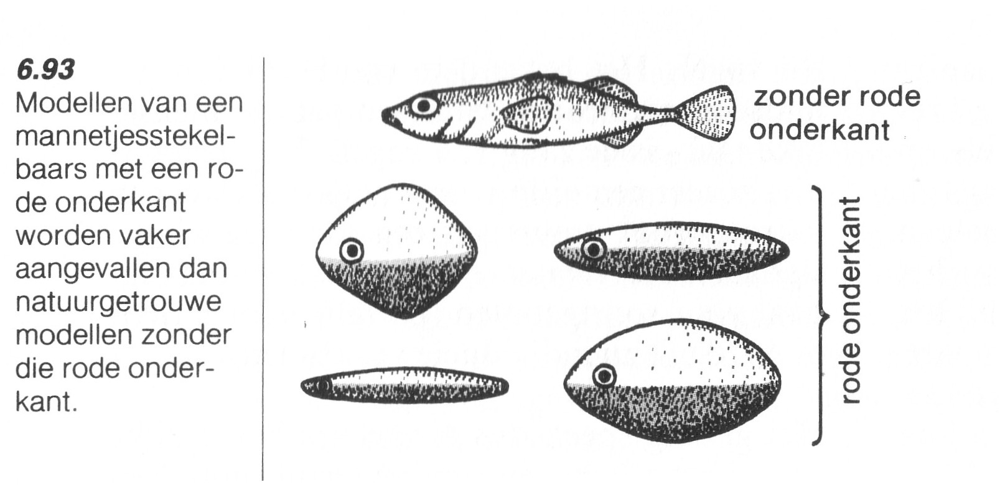 6.93
Modellen van een
mannetjesstekel-
baars met een ro-
de onderkant
worden vaker
aangevallen dan
natuurgetrouwe
modellen zonder
die rode onder-
kant.
zonder rode
onderkant
rode onderkant